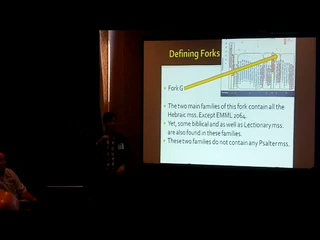 Defining Forks
Fork G
The two main families of this fork contain all the
Hebraic mss. Except EMML 2064.
Yet, some biblical and as well as Lectionary mss.
are also found in these families.
These two families do not contain any Psalter mss.